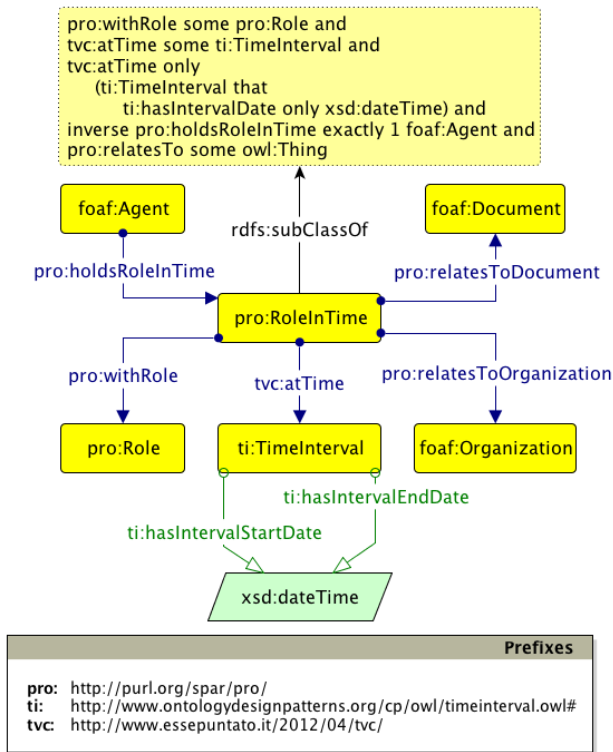 pro:withRole some pro:Role and
tvc:atTime some ti:TimeInterval and
tvc:atTime only
(ti:TimeInterval that
ti:hasIntervalDate only xsd:dateTime) and
inverse pro:holdsRoleInTime exactly 1 foaf:Agent and
pro:relatesTo some owl:Thing
foaf:Agent
foaf:Document
rdfs:subClassOf
pro:holdsRoleInTime
pro:relatesToDocument
pro:RoleInTime
pro:withRole
tvc:atTime
pro:relatesToOrganization
pro:Role
ti:TimeInterval
foaf:Organization
ti:hasIntervalEndDate
ti:hasIntervalStartDate
xsd:dateTime
Prefixes
pro: http://purl.org/spar/pro/
ti: http://www.ontologydesignpatterns.org/cp/owl/timeinterval.owl#
tvc: http://www.essepuntato.it/2012/04/tvc/